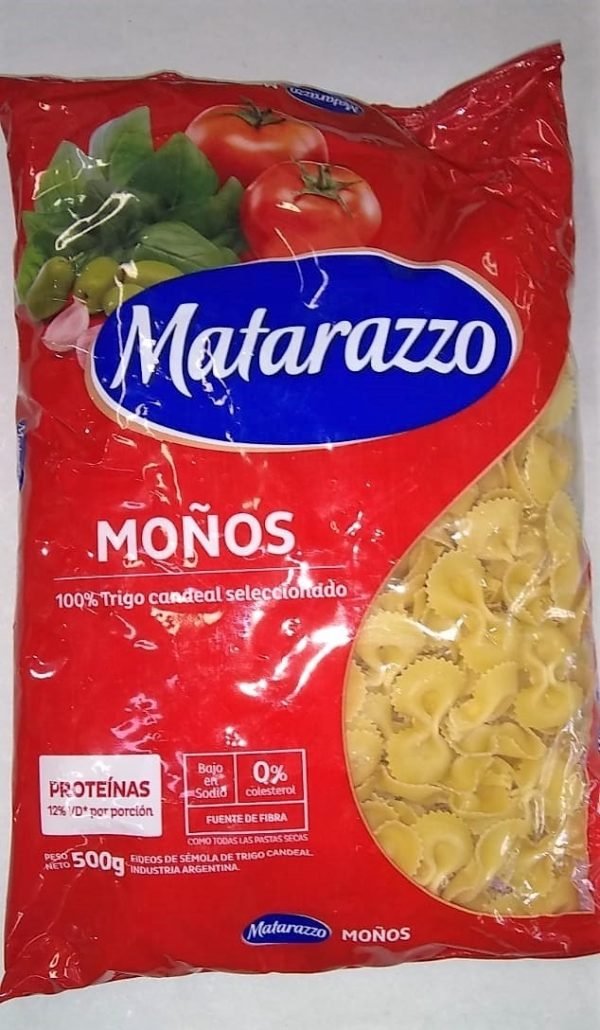 Matarazzo
Matarazzo
MOÑOS
100% Trigo candeal seleccionado
PROTEÍNAS
12% VD* por porción
Bajo
en
Sodio
0%
colesterol
FUENTE DE FIBRA
COMO TODAS LAS PASTAS SECAS
PESO
NETO
500g
FIDEOS DE SÉMOLA DE TRIGO CANDEAL.
INDUSTRIA ARGENTINA.
Matarazzo MOÑOS